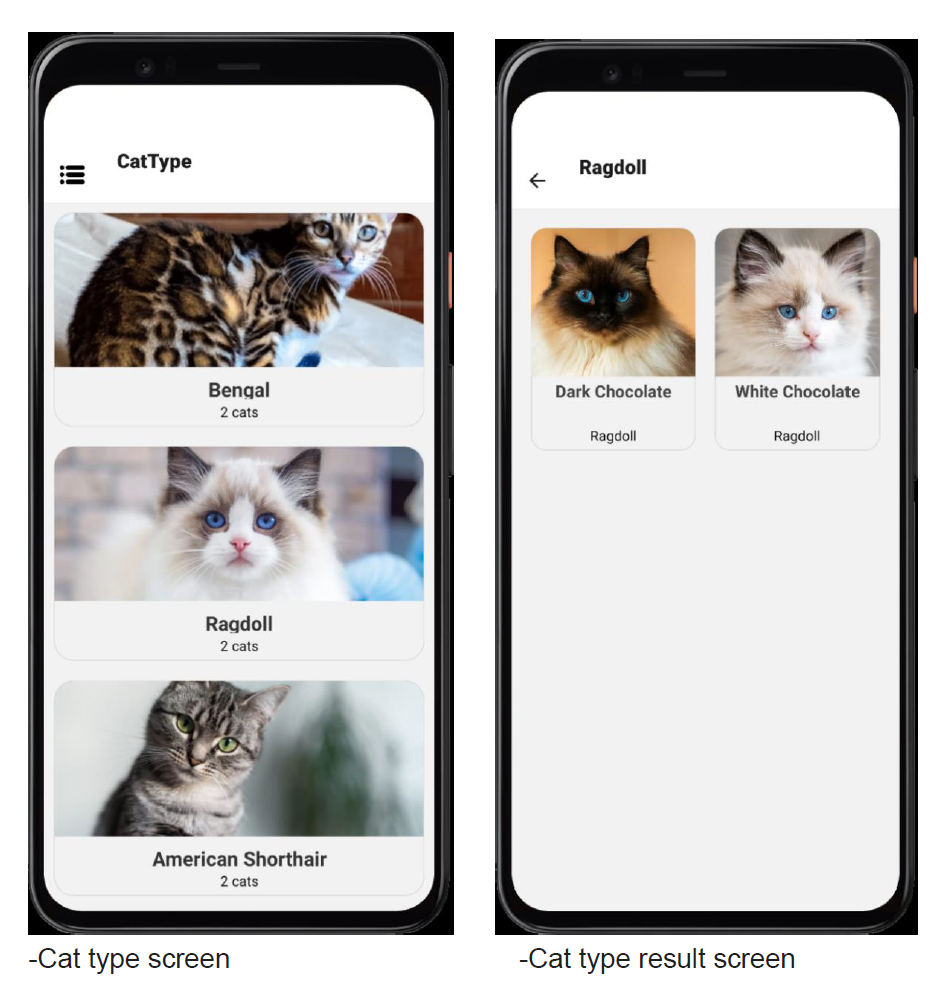 CatType
Bengal
2 cats
Ragdoll
2 cats
American Shorthair
2 cats
-Cat type screen
Ragdoll
Dark Chocolate
Ragdoll
White Chocolate
Ragdoll
-Cat type result screen